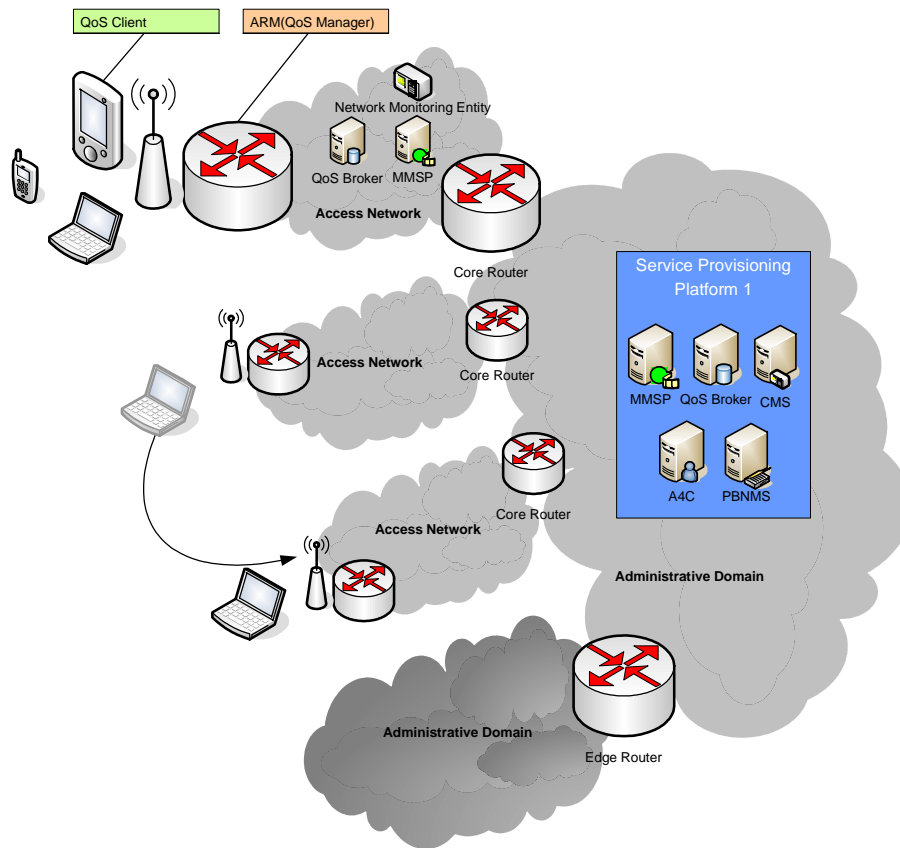 QoS Client
ARM(QoS Manager)
Network Monitoring Entity
QoS Broker
MMSP
Access Network
Core Router
Service Provisioning
Platform 1
MMSP
QoS Broker
CMS
A4C
PBNMS
Access Network
Core Router
Access Network
Core Router
Administrative Domain
Administrative Domain
Edge Router